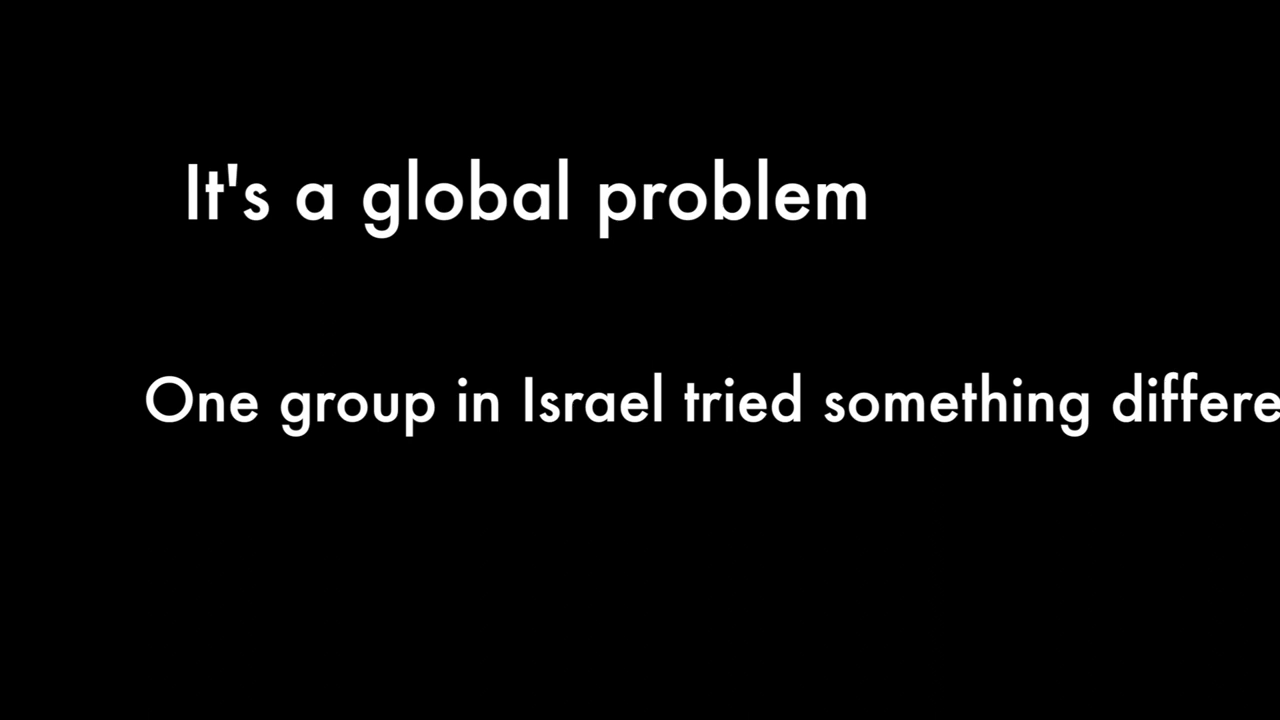 It's a global problem
One group in Israel tried something differe